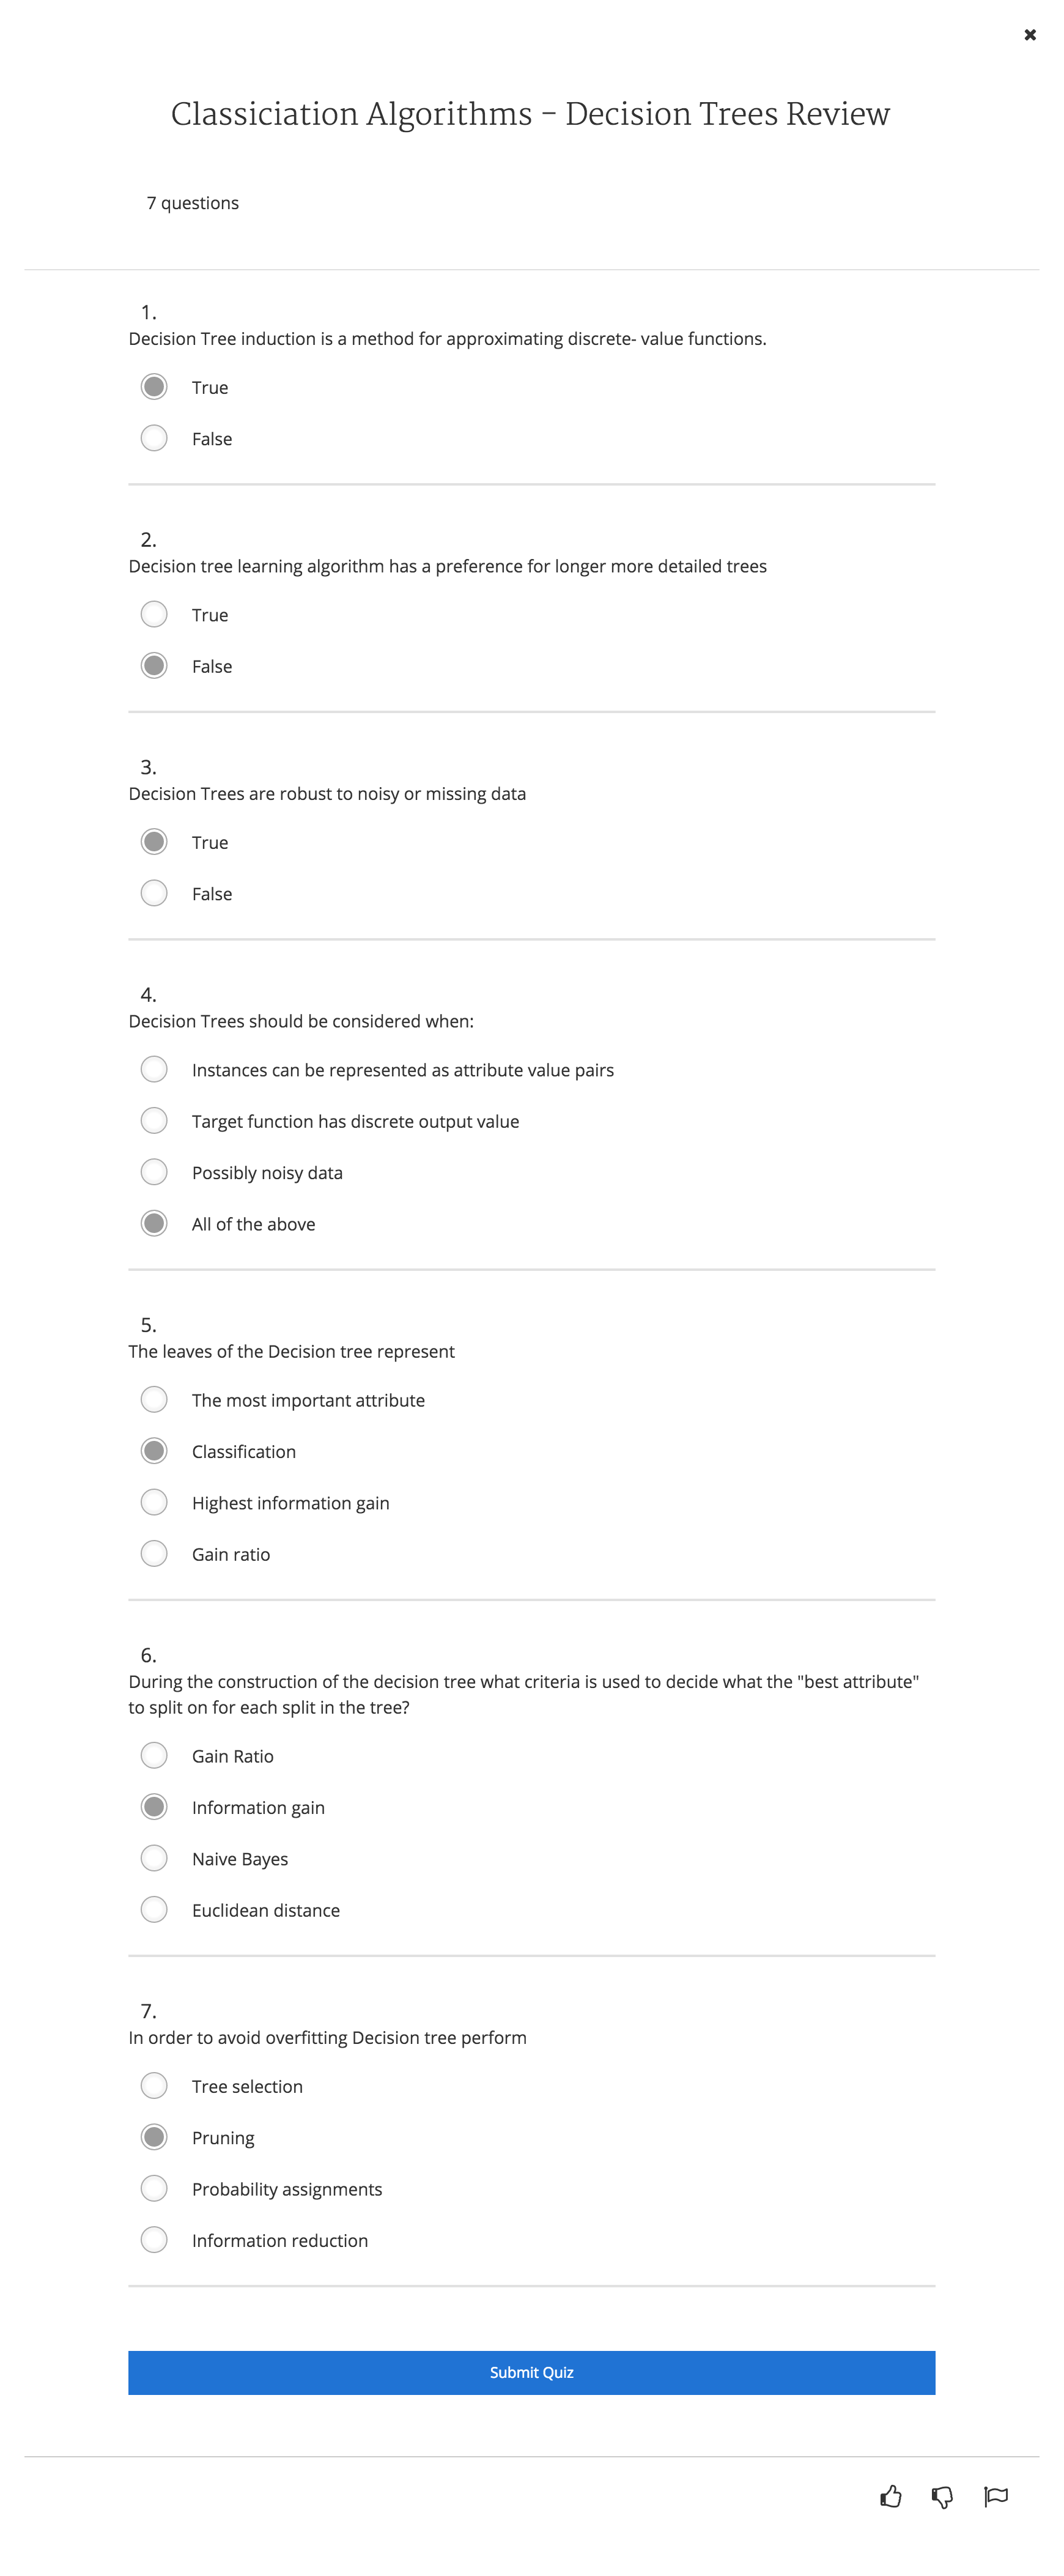 Classiciation Algorithms – Decision Trees Review
7 questions
1.
Decision Tree induction is a method for approximating discrete- value functions.
True
False
2.
Decision tree learning algorithm has a preference for longer more detailed trees
True
False
3.
Decision Trees are robust to noisy or missing data
True
False
4.
Decision Trees should be considered when:
Instances can be represented as attribute value pairs
Target function has discrete output value
Possibly noisy data
All of the above
5.
The leaves of the Decision tree represent
The most important attribute
Classification
Highest information gain
Gain ratio
6.
During the construction of the decision tree what criteria is used to decide what the "best attribute"
to split on for each split in the tree?
Gain Ratio
Information gain
Naive Bayes
Euclidean distance
7.
In order to avoid overfitting Decision tree perform
Tree selection
Pruning
Probability assignments
Information reduction
Submit Quiz